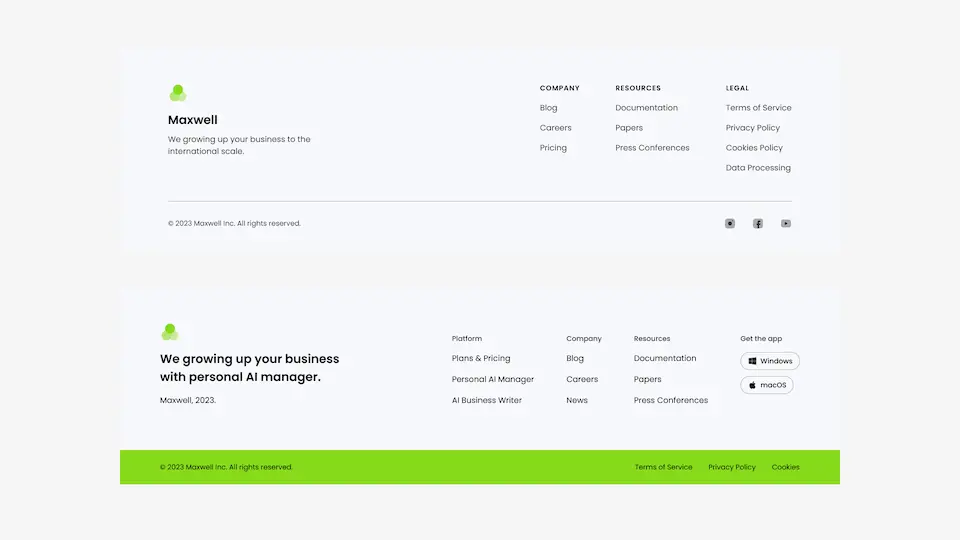 Maxwell
We growing up your business to the
international scale.
COMPANY
Blog
Careers
Pricing
RESOURCES
Documentation
Papers
Press Conferences
LEGAL
Terms of Service
Privacy Policy
Cookies Policy
Data Processing
© 2023 Maxwell Inc. All rights reserved.
We growing up your business
with personal AI manager.
Maxwell, 2023.
Platform
Plans & Pricing
Personal AI Manager
AI Business Writer
Company
Blog
Careers
News
Resources
Documentation
Papers
Press Conferences
Get the app
Windows
macOS
© 2023 Maxwell Inc. All rights reserved.
Terms of Service
Privacy Policy
Cookies